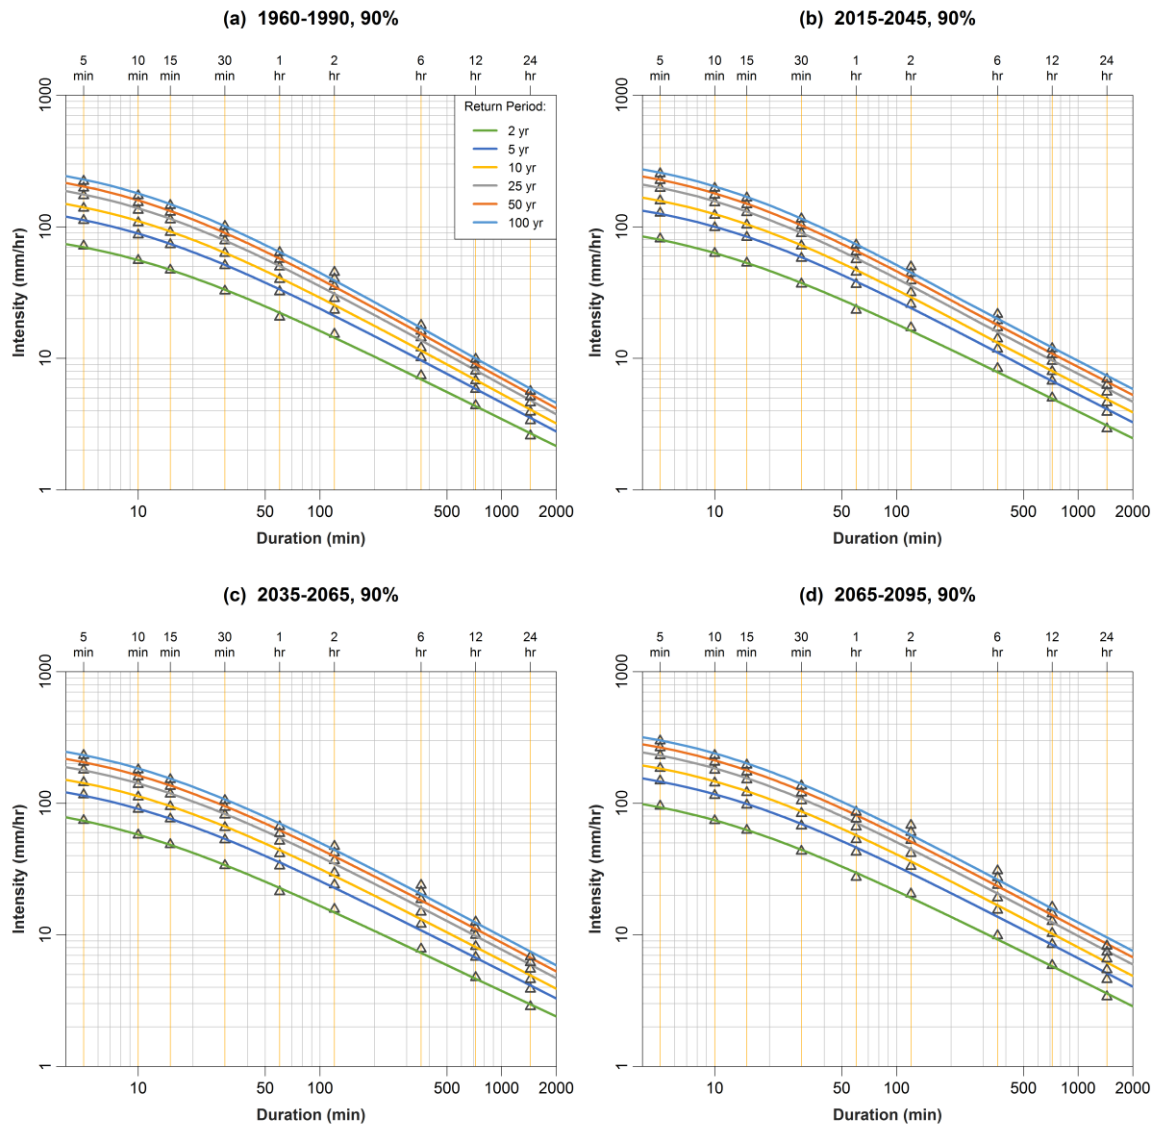 (a) 1960-1990, 90%
5 10 15 30 1 2 6 12 24
min min min min hr hr hr hr hr
Intensity (mm/hr)
1000
100
10
1
Return Period:
2 yr
5 yr
10 yr
25 yr
50 yr
100 yr
10 50 100 500 1000 2000
Duration (min)
(b) 2015-2045, 90%
5 10 15 30 1 2 6 12 24
min min min min hr hr hr hr hr
Intensity (mm/hr)
1000
100
10
1
10 50 100 500 1000 2000
Duration (min)
(c) 2035-2065, 90%
5 10 15 30 1 2 6 12 24
min min min min hr hr hr hr hr
Intensity (mm/hr)
1000
100
10
1
10 50 100 500 1000 2000
Duration (min)
(d) 2065-2095, 90%
5 10 15 30 1 2 6 12 24
min min min min hr hr hr hr hr
Intensity (mm/hr)
1000
100
10
1
10 50 100 500 1000 2000
Duration (min)